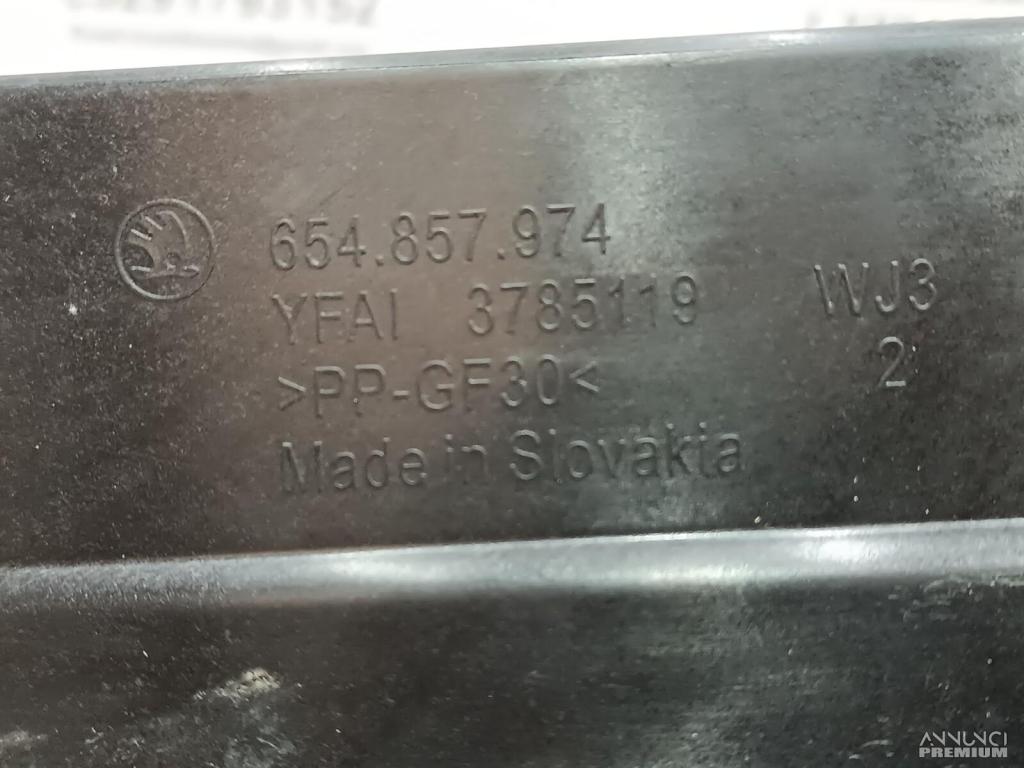 654.857.974
YFAI 3785119 WJ3
>PP-GF30< 2
Made in Slovakia
ANNUNCI
PREMIUM